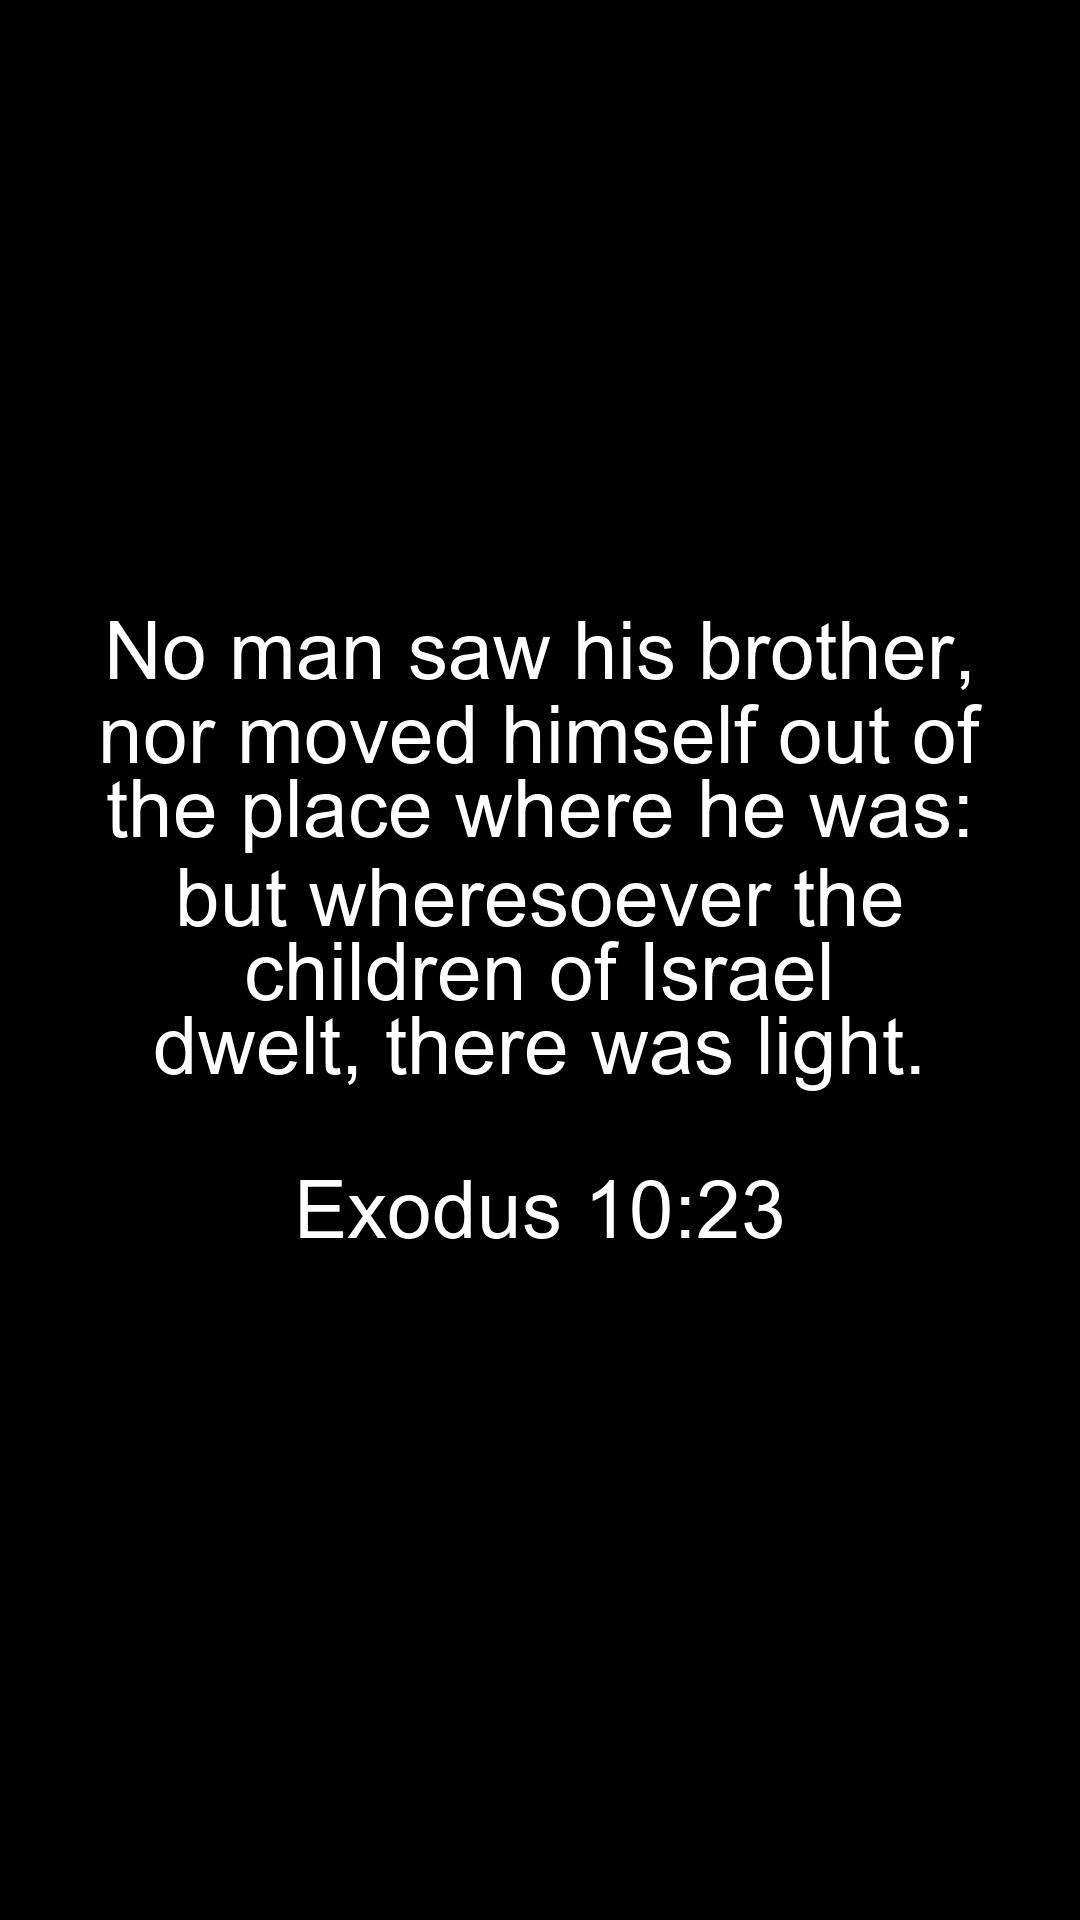 No man saw his brother,
nor moved himself out of
the place where he was:
but wheresoever the
children of Israel
dwelt, there was light.
Exodus 10:23